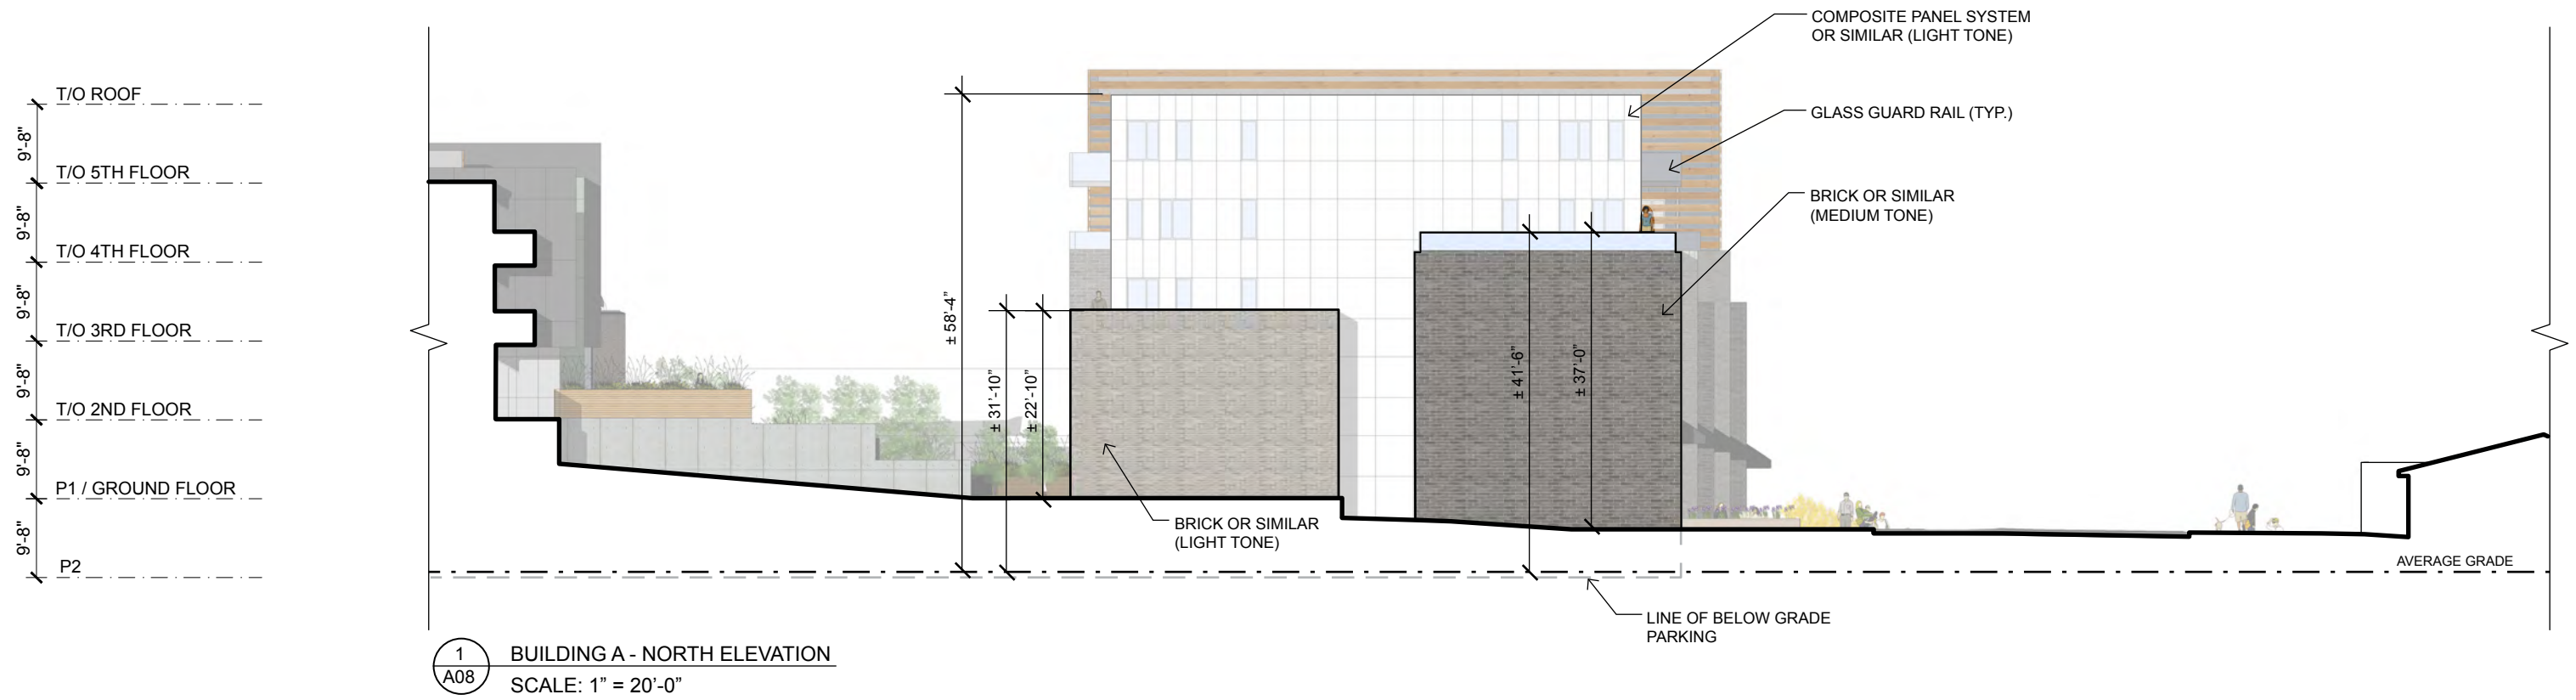 COMPOSITE PANEL SYSTEM
OR SIMILAR (LIGHT TONE)
GLASS GUARD RAIL (TYP.)
BRICK OR SIMILAR
(MEDIUM TONE)
T/O ROOF
9'-8"
T/O 5TH FLOOR
9'-8"
T/O 4TH FLOOR
9'-8"
T/O 3RD FLOOR
9'-8"
T/O 2ND FLOOR
9'-8"
P1 / GROUND FLOOR
9'-8"
P2
± 58'-4"
± 31'-10"
± 22'-10"
± 41'-6"
± 37'-0"
BRICK OR SIMILAR
(LIGHT TONE)
AVERAGE GRADE
LINE OF BELOW GRADE
PARKING
1
A08
BUILDING A - NORTH ELEVATION
SCALE: 1" = 20'-0"